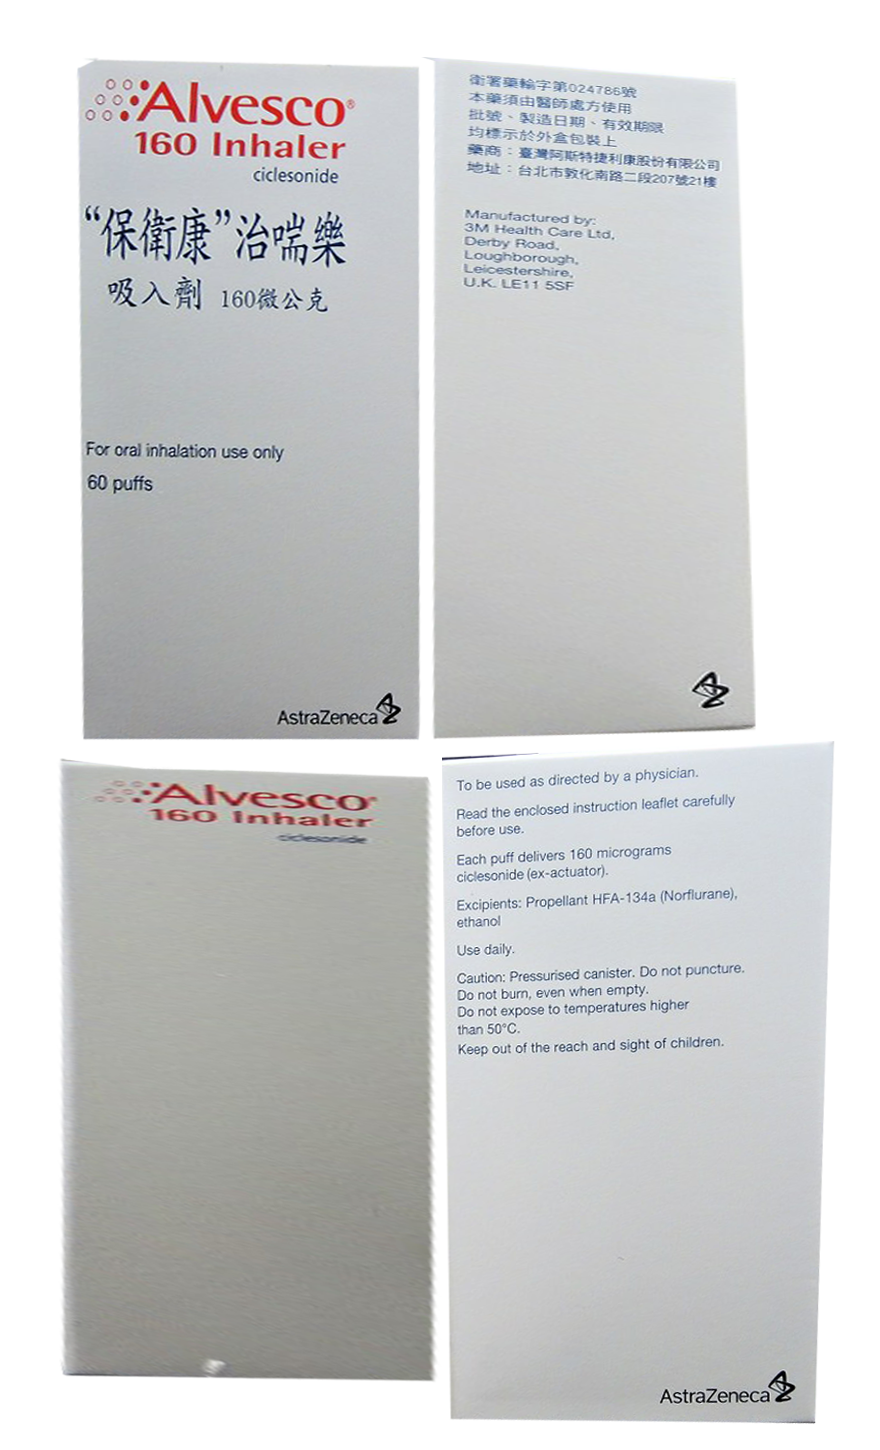 Alvesco®
160 Inhaler
ciclesonide
“保衛康”治喘樂
吸入劑 160微公克
For oral inhalation use only
60 puffs
AstraZeneca
衛署藥輸字第024786號
本藥須由醫師處方使用
批號、製造日期、有效期限
均標示於外盒包裝上
藥商：臺灣阿斯特捷利康股份有限公司
地址：台北市敦化南路二段207號21樓
Manufactured by:
3M Health Care Ltd,
Derby Road,
Loughborough,
Leicestershire,
U.K. LE11 5SF
Alvesco®
160 Inhaler
ciclesonide
To be used as directed by a physician.
Read the enclosed instruction leaflet carefully
before use.
Each puff delivers 160 micrograms
ciclesonide (ex-actuator).
Excipients: Propellant HFA-134a (Norflurane),
ethanol
Use daily.
Caution: Pressurised canister. Do not puncture.
Do not burn, even when empty.
Do not expose to temperatures higher
than 50°C.
Keep out of the reach and sight of children.
AstraZeneca